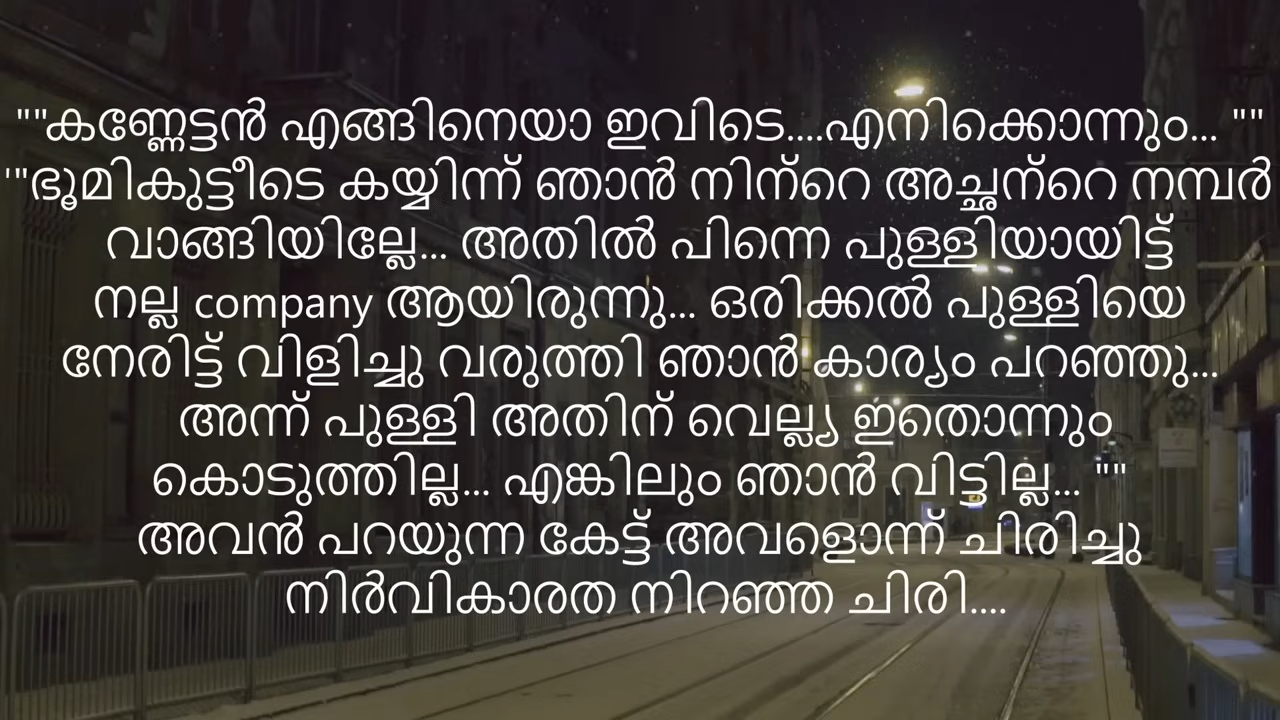 ""കണ്ണേട്ടൻ എങ്ങിനെയാ ഇവിടെ....എനിക്കൊന്നും... ""
'"ഭൂമികുട്ടീടെ കയ്യിന്ന് ഞാൻ നിന്റെ അച്ഛന്റെ നമ്പർ
വാങ്ങിയില്ലേ... അതിൽ പിന്നെ പുള്ളിയായിട്ട്
നല്ല company ആയിരുന്നു... ഒരിക്കൽ പുള്ളിയെ
നേരിട്ട് വിളിച്ചു വരുത്തി ഞാൻ കാര്യം പറഞ്ഞു...
അന്ന് പുള്ളി അതിന് വെല്ല്യ ഇതൊന്നും
കൊടുത്തില്ല... എങ്കിലും ഞാൻ വിട്ടില്ല... ""
അവൻ പറയുന്ന കേട്ട് അവളൊന്ന് ചിരിച്ചു
നിർവികാരത നിറഞ്ഞ ചിരി....